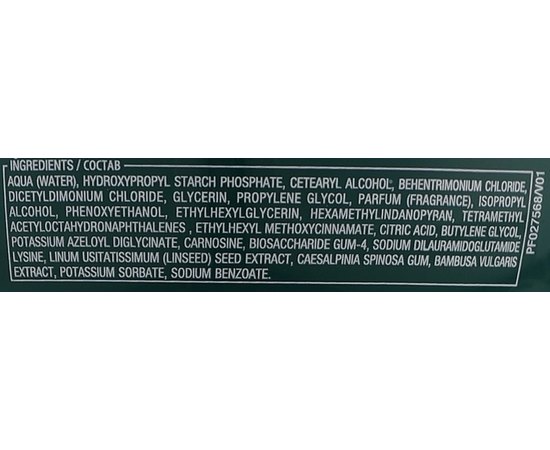 INGREDIENTS / СОСТАВ
AQUA (WATER), HYDROXYPROPYL STARCH PHOSPHATE, CETEARYL ALCOHOL, BEHENTRIMONIUM CHLORIDE,
DICETYLDIMONIUM CHLORIDE, GLYCERIN, PROPYLENE GLYCOL, PARFUM (FRAGRANCE), ISOPROPYL
ALCOHOL, PHENOXYETHANOL, ETHYLHEXYLGLYCERIN, HEXAMETHYLINDANOPYRAN, TETRAMETHYL
ACETYLOCTAHYDRONAPHTHALENES , ETHYLHEXYL METHOXYCINNAMATE, CITRIC ACID, BUTYLENE GLYCOL,
POTASSIUM AZELOYL DIGLYCINATE, CARNOSINE, BIOSACCHARIDE GUM-4, SODIUM DILAURAMIDOGLUTAMIDE
LYSINE, LINUM USITATISSIMUM (LINSEED) SEED EXTRACT, CAESALPINIA SPINOSA GUM, BAMBUSA VULGARIS
EXTRACT, POTASSIUM SORBATE, SODIUM BENZOATE.
PF027568/V01